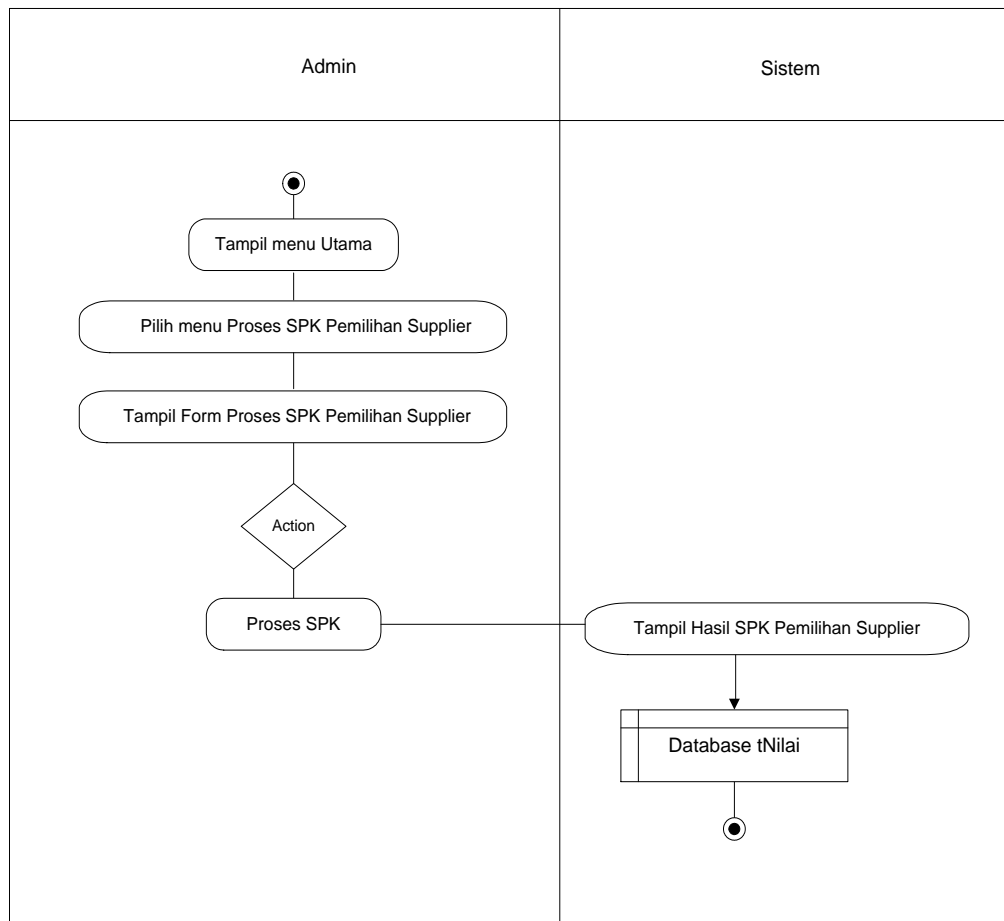 Admin
Sistem
Tampil menu Utama
Pilih menu Proses SPK Pemilihan Supplier
Tampil Form Proses SPK Pemilihan Supplier
Action
Proses SPK
Tampil Hasil SPK Pemilihan Supplier
Database tNilai